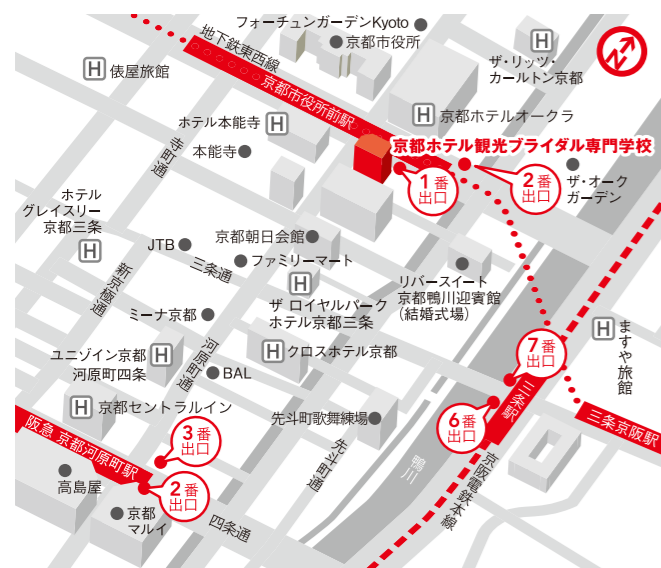 フォーチュンガーデンKyoto
京都市役所
地下鉄東西線
H
ザ・リッツ・
カールトン京都
N
H
俵屋旅館
京都市役所前駅
H
京都ホテルオークラ
ホテル本能寺
H
本能寺
京都ホテル観光ブライダル専門学校
1番
出口
2番
出口
ザ・オーク
ガーデン
寺町通
ホテル
グレイスリー
京都三条
H
JTB
京都朝日会館
三条通
ファミリーマート
新京極通
H
ザ ロイヤルパーク
ホテル京都三条
リバースイート
京都鴨川迎賓館
(結婚式場)
ミーナ京都
河原町通
H
ますや旅館
7番
出口
ユニゾイン京都
河原町四条
H
H
クロスホテル京都
BAL
三条駅
6番
出口
三条京阪駅
H
京都セントラルイン
先斗町歌舞練場
先斗町通
鴨川
京阪電鉄本線
阪急 京都河原町駅
3番
出口
2番
出口
高島屋
京都
マルイ
四条通